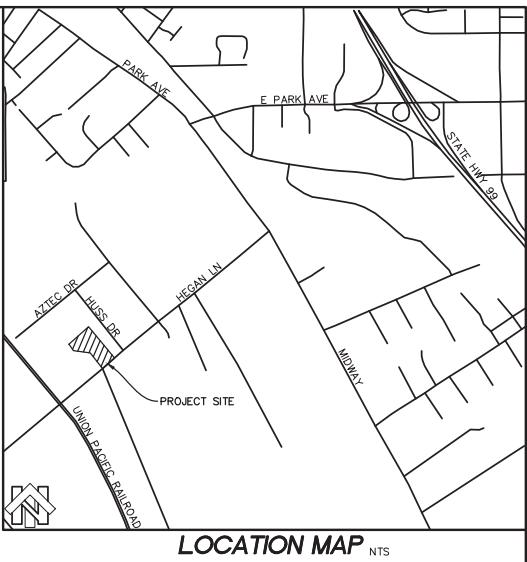 PARK AVE
E PARK AVE
STATE HWY 99
HEGAN LN
AZTEC DR
HUSS DR
MIDWAY
PROJECT SITE
UNION PACIFIC RAILROAD
N
LOCATION MAP NTS